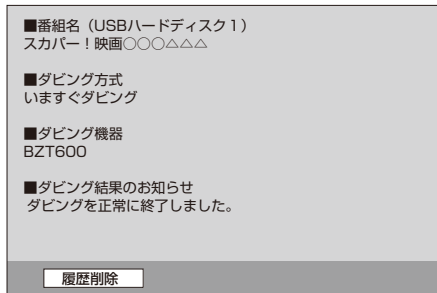 ■番組名（USBハードディスク１）
スカパー！映画○○○△△△
■ダビング方式
いますぐダビング
■ダビング機器
BZT600
■ダビング結果のお知らせ
ダビングを正常に終了しました。
履歴削除